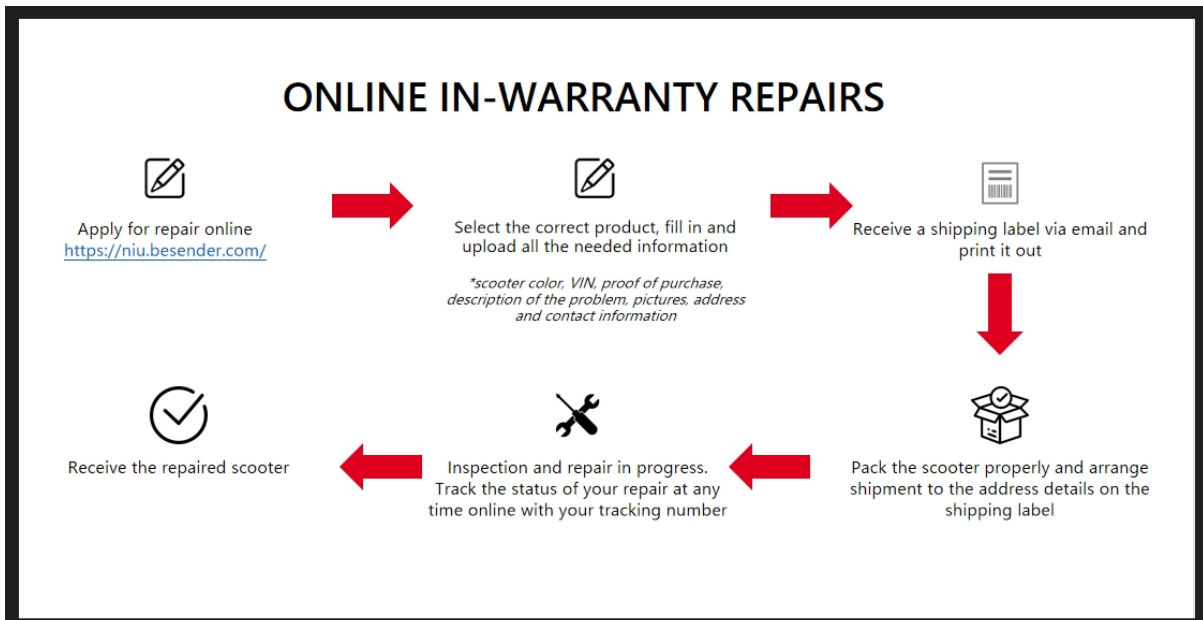 ONLINE IN-WARRANTY REPAIRS
Apply for repair online
https://niu.besender.com/
Select the correct product, fill in and
upload all the needed information
*scooter color, VIN, proof of purchase,
description of the problem, pictures, address
and contact information
Receive a shipping label via email and
print it out
Pack the scooter properly and arrange
shipment to the address details on the
shipping label
Inspection and repair in progress.
Track the status of your repair at any
time online with your tracking number
Receive the repaired scooter